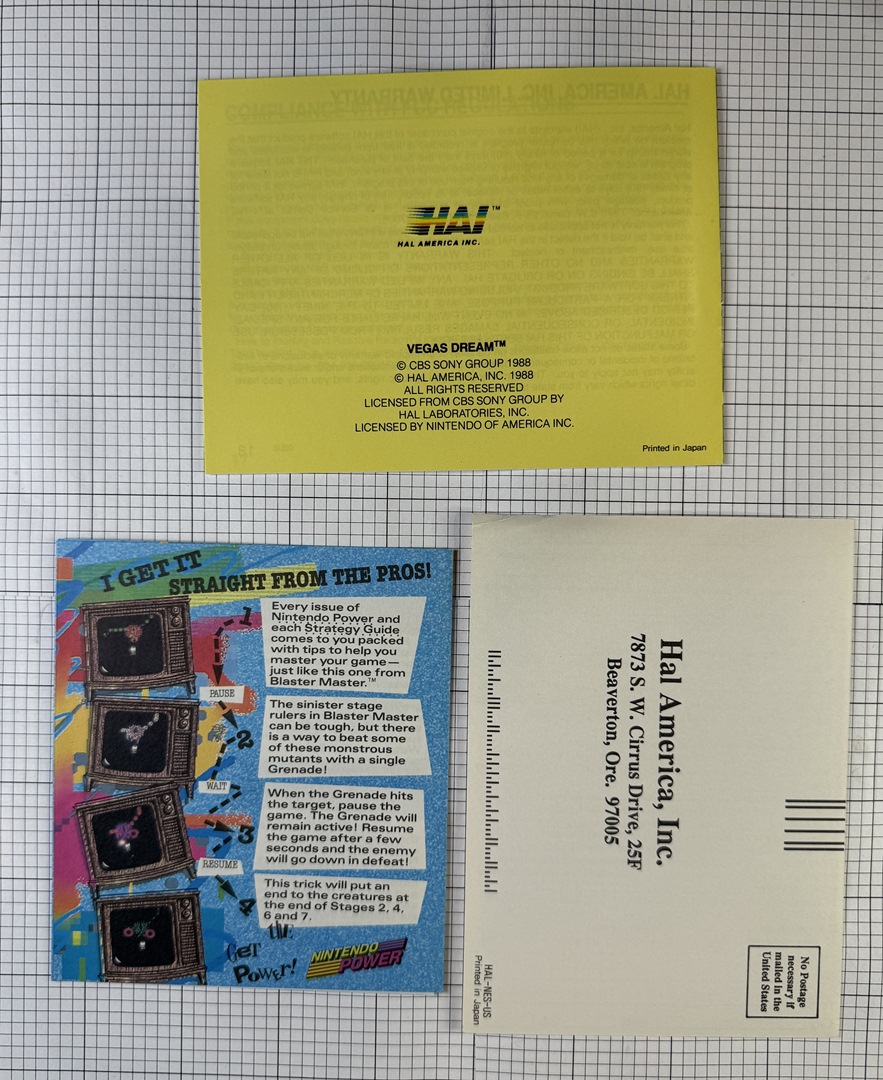 HAL AMERICA, INC. LIMITED WARRANTY
HAL™
HAL AMERICA INC.
VEGAS DREAM™
© CBS SONY GROUP 1988
© HAL AMERICA, INC. 1988
ALL RIGHTS RESERVED
LICENSED FROM CBS SONY GROUP BY
HAL LABORATORIES, INC.
LICENSED BY NINTENDO OF AMERICA INC.
Printed in Japan
I GET IT
STRAIGHT FROM THE PROS!
1
Every issue of
Nintendo Power and
each Strategy Guide
comes to you packed
with tips to help you
master your game—
just like this one from
Blaster Master.™
PAUSE
2
The sinister stage
rulers in Blaster Master
can be tough, but there
is a way to beat some
of these monstrous
mutants with a single
Grenade!
WAIT
3
When the Grenade hits
the target, pause the
game. The Grenade will
remain active! Resume
the game after a few
seconds and the enemy
will go down in defeat!
RESUME
4
This trick will put an
end to the creatures at
the end of Stages 2, 4,
6 and 7.
Get the
Power!
NINTENDO
POWER
Hal America, Inc.
7873 S. W. Cirrus Drive, 25F
Beaverton, Ore. 97005
No Postage
necessary if
mailed in the
United States
HAL-NES-US
Printed in Japan